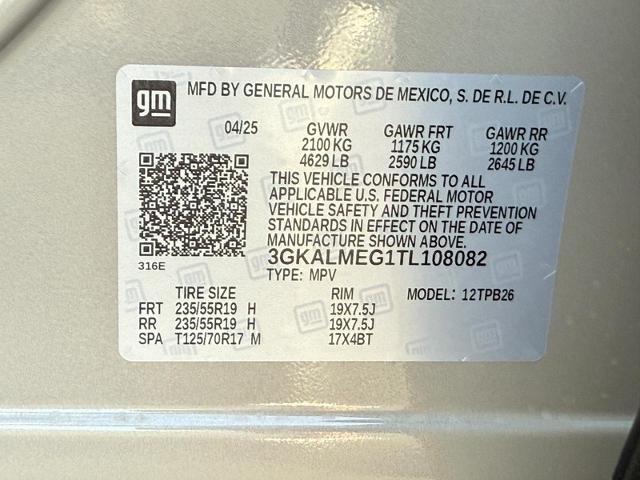 gm
MFD BY GENERAL MOTORS DE MEXICO, S. DE R.L. DE C.V.
04/25 GVWR GAWR FRT GAWR RR
2100 KG 1175 KG 1200 KG
4629 LB 2590 LB 2645 LB
THIS VEHICLE CONFORMS TO ALL
APPLICABLE U.S. FEDERAL MOTOR
VEHICLE SAFETY AND THEFT PREVENTION
STANDARDS IN EFFECT ON THE DATE OF
MANUFACTURE SHOWN ABOVE.
3GKALMEG1TL108082
316E
TYPE: MPV
TIRE SIZE RIM MODEL: 12TPB26
FRT 235/55R19 H 19X7.5J
RR 235/55R19 H 19X7.5J
SPA T125/70R17 M 17X4BT